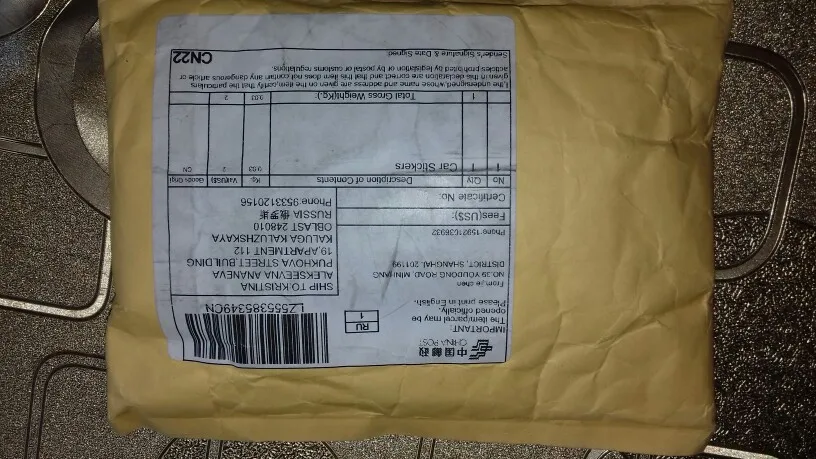 中国邮政
CHINA POST
IMPORTANT:
The item/parcel may be
opened officially.
Please print in English.
RU
1
LZ555385349CN
From:Jie chen
NO.39 YOUDONG ROAD, MINHANG
DISTRICT, SHANGHAI, 201199
Phone:15921036932
SHIP TO:KRISTINA
ALEKSEEVNA ANANEVA
PUKHOVA STREET BUILDING
19,APARTMENT 112
KALUGA KALUZHSKAYA
OBLAST 248010
RUSSIA 俄罗斯
Phone:9533120156
Fees(US$):
Certificate No:
No Qty Description of Contents Kg. Val(US$) Goods Origi
1 1 Car Stickers 0.03 2 CN
1 Total Gross Weight(Kg.): 0.03 2
I, the undersigned,whose name and address are given on the item,certify that the particulars
given in this declaration are correct and that this item does not contain any dangerous article or
articles prohibited by legislation or by postal or customs regulations.
Sender's Signature & Date Signed: CN22